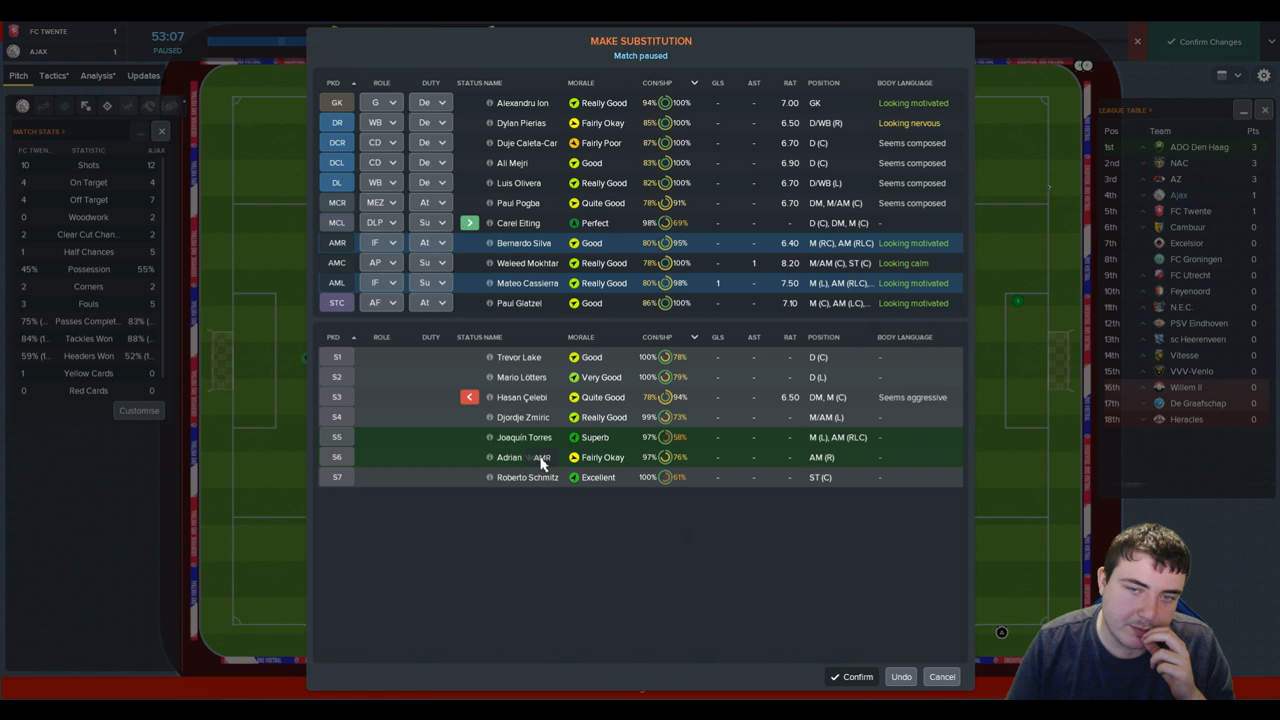 FC TWENTE 1
AJAX 1
53:07
PAUSED
Confirm Changes
Pitch Tactics* Analysis* Updates
MAKE SUBSTITUTION
Match paused
PKD ROLE DUTY STATUS NAME MORALE CON/SHP GLS AST RAT POSITION BODY LANGUAGE
GK G De Alexandru Ion Really Good 94% 100% - - 7.00 GK Looking motivated
DR WB De Dylan Pierias Fairly Okay 85% 100% - - 6.50 D/WB (R) Looking nervous
DCR CD De Duje Caleta-Car Fairly Poor 87% 100% - - 6.70 D (C) Seems composed
DCL CD De Ali Mejri Good 83% 100% - - 6.90 D (C) Seems composed
DL WB De Luis Olivera Really Good 82% 100% - - 6.70 D/WB (L) Seems composed
MCR MEZ At Paul Pogba Quite Good 78% 91% - - 6.70 DM, M/AM (C) Seems composed
MCL DLP Su Carel Eiting Perfect 98% 69% - - - D (C), DM, M (C) -
AMR IF At Bernardo Silva Good 80% 95% - - 6.40 M (RC), AM (RLC) Looking motivated
AMC AP Su Waleed Mokhtar Really Good 78% 100% - 1 8.20 M/AM (C), ST (C) Looking calm
AML IF Su Mateo Cassierra Really Good 80% 98% 1 - 7.50 M (L), AM (RLC),... Looking motivated
STC AF At Paul Glatzel Good 86% 100% - - 7.10 M (C), AM (LC),... Looking motivated
PKD ROLE DUTY STATUS NAME MORALE CON/SHP GLS AST RAT POSITION BODY LANGUAGE
S1 Trevor Lake Good 100% 78% - - - D (C) -
S2 Mario Lötters Very Good 100% 79% - - - D (L) -
S3 Hasan Çelebi Quite Good 78% 94% - - 6.50 DM, M (C) Seems aggressive
S4 Djordje Zmiric Really Good 99% 73% - - - M/AM (L) -
S5 Joaquín Torres Superb 97% 58% - - - M (L), AM (RLC) -
S6 Adrian AMR Fairly Okay 97% 76% - - - AM (R) -
S7 Roberto Schmitz Excellent 100% 61% - - - ST (C) -
Confirm Undo Cancel
MATCH STATS >
FC TWEN... STATISTIC AJAX
10 Shots 12
4 On Target 4
4 Off Target 7
0 Woodwork 0
2 Clear Cut Chan... 2
1 Half Chances 5
45% Possession 55%
2 Corners 2
3 Fouls 5
75% (... Passes Complet... 83% (...
84% (1... Tackles Won 88% (...
59% (1... Headers Won 52% (1...
1 Yellow Cards 0
0 Red Cards 0
Customise
LEAGUE TABLE >
Pos Team Pts
1st ADO Den Haag 3
2nd NAC 3
3rd AZ 3
4th Ajax 1
5th FC Twente 1
6th Cambuur 0
7th Excelsior 0
8th FC Groningen 0
9th FC Utrecht 0
10th Feyenoord 0
11th N.E.C. 0
12th PSV Eindhoven 0
13th sc Heerenveen 0
14th Vitesse 0
15th VVV-Venlo 0
16th Willem II 0
17th De Graafschap 0
18th Heracles 0